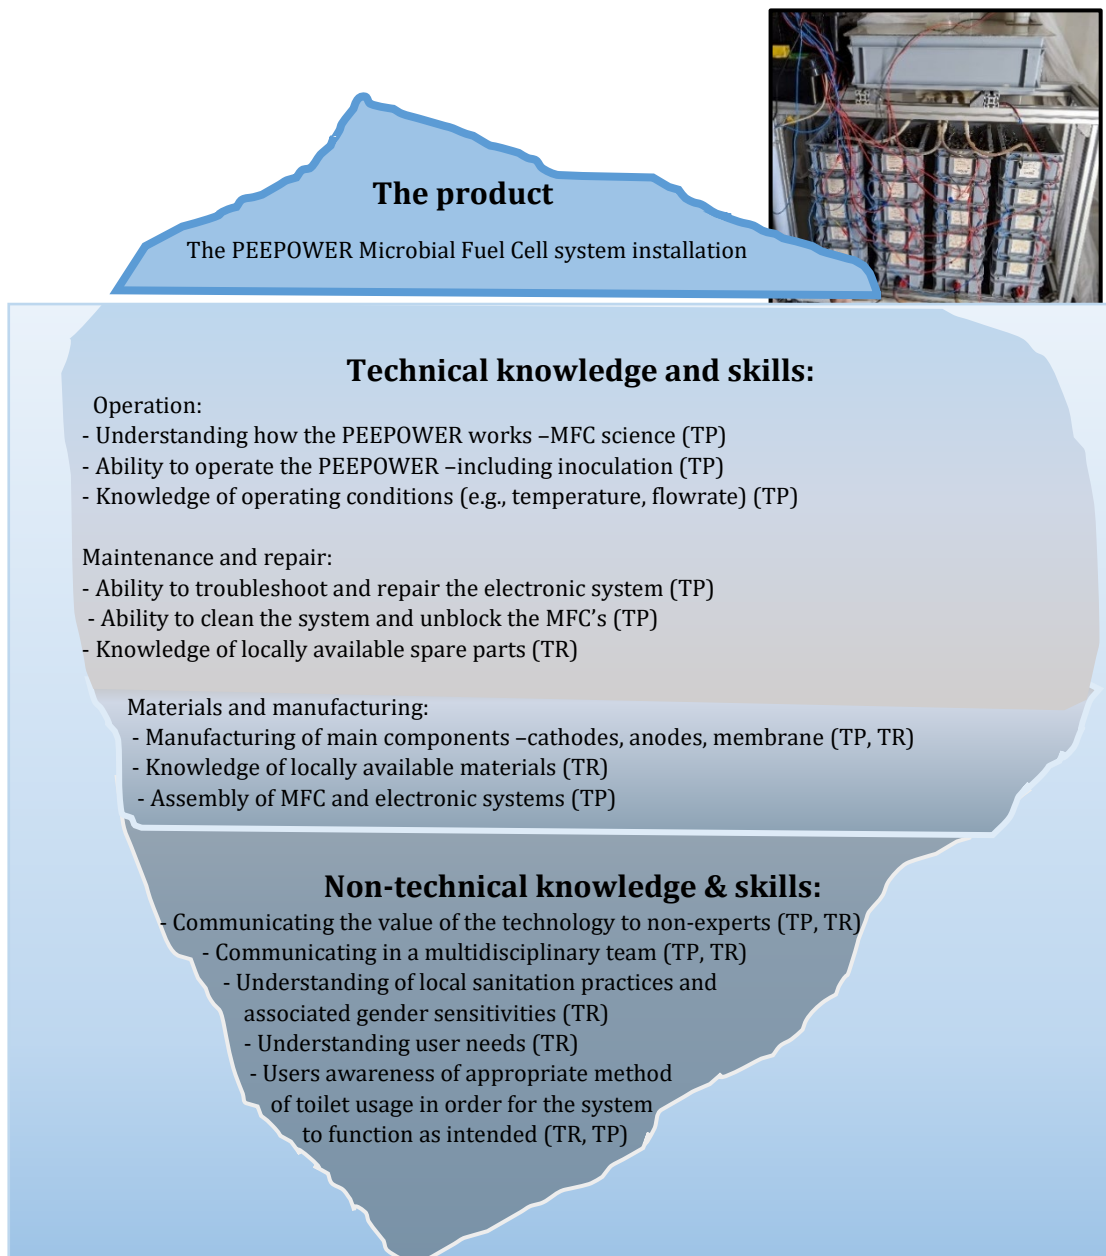 The product
The PEEPOWER Microbial Fuel Cell system installation
Technical knowledge and skills:
Operation:
- Understanding how the PEEPOWER works –MFC science (TP)
- Ability to operate the PEEPOWER –including inoculation (TP)
- Knowledge of operating conditions (e.g., temperature, flowrate) (TP)
Maintenance and repair:
- Ability to troubleshoot and repair the electronic system (TP)
- Ability to clean the system and unblock the MFC’s (TP)
- Knowledge of locally available spare parts (TR)
Materials and manufacturing:
- Manufacturing of main components –cathodes, anodes, membrane (TP, TR)
- Knowledge of locally available materials (TR)
- Assembly of MFC and electronic systems (TP)
Non-technical knowledge & skills:
- Communicating the value of the technology to non-experts (TP, TR)
- Communicating in a multidisciplinary team (TP, TR)
- Understanding of local sanitation practices and
associated gender sensitivities (TR)
- Understanding user needs (TR)
- Users awareness of appropriate method
of toilet usage in order for the system
to function as intended (TR, TP)